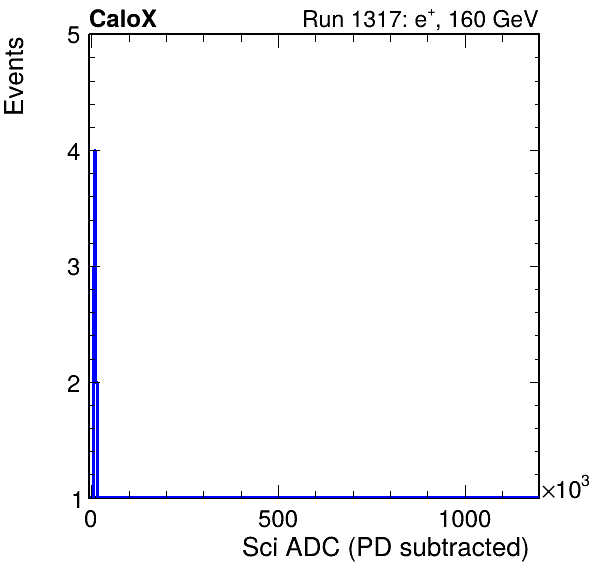 CaloX Run 1317: e+, 160 GeV
Events
5
4
3
2
1
0 500 1000 ×10³
Sci ADC (PD subtracted)